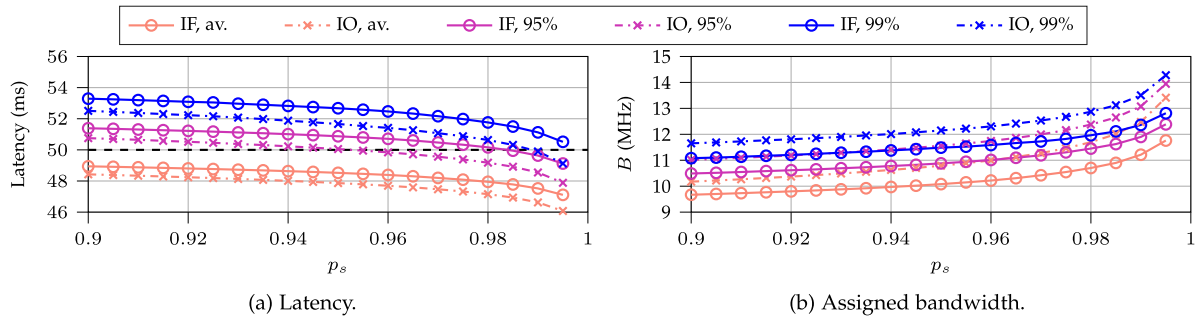 IF, av. IO, av. IF, 95% IO, 95% IF, 99% IO, 99%
56
54
52
50
48
46
Latency (ms)
0.9 0.92 0.94 0.96 0.98 1
p_s
(a) Latency.
15
14
13
12
11
10
9
B (MHz)
0.9 0.92 0.94 0.96 0.98 1
p_s
(b) Assigned bandwidth.